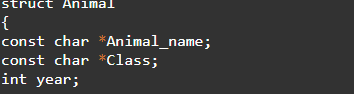 struct Animal
{
const char *Animal_name;
const char *Class;
int year;